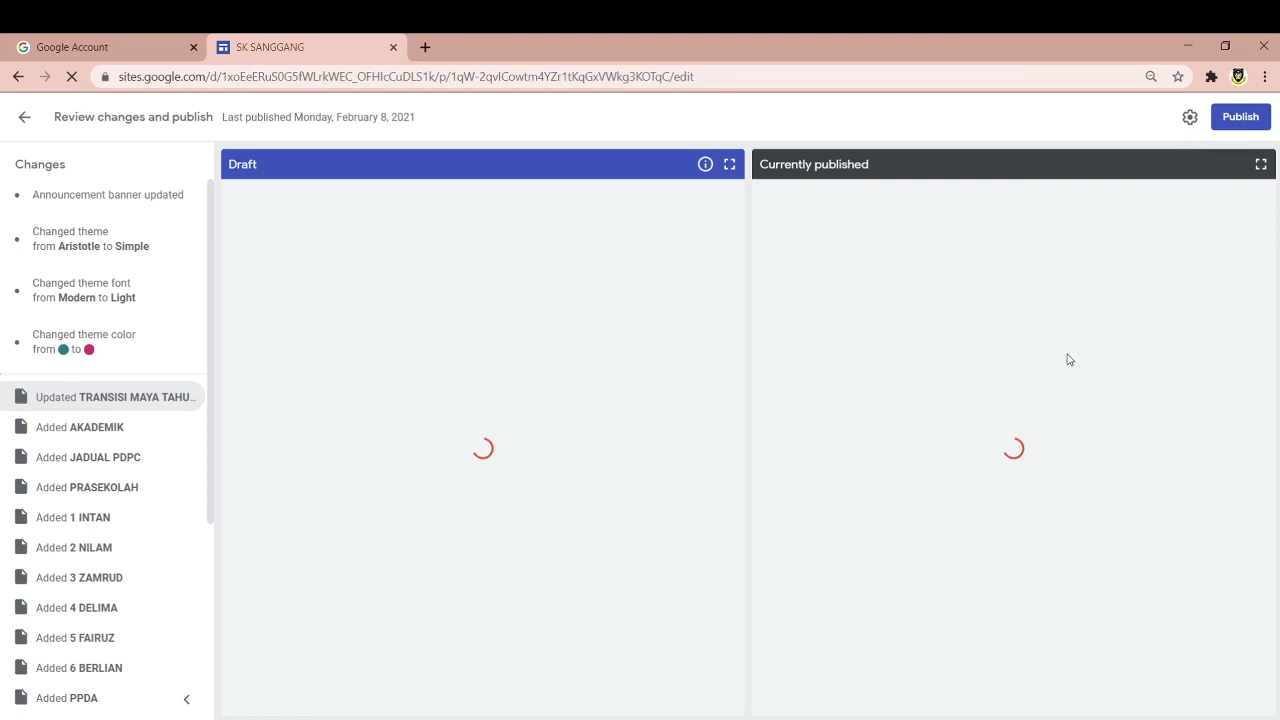 Google Account
SK SANGGANG
sites.google.com/d/1xoEeERuS0G5fWLrkWEC_OFHIcCuDLS1k/p/1qW-2qvlCowtm4YZr1tKqGxVWkg3KOTqC/edit
Review changes and publish Last published Monday, February 8, 2021
Publish
Changes
Draft
Currently published
Announcement banner updated
Changed theme
from Aristotle to Simple
Changed theme font
from Modern to Light
Changed theme color
from to
Updated TRANSISI MAYA TAHU...
Added AKADEMIK
Added JADUAL PDPC
Added PRASEKOLAH
Added 1 INTAN
Added 2 NILAM
Added 3 ZAMRUD
Added 4 DELIMA
Added 5 FAIRUZ
Added 6 BERLIAN
Added PPDA